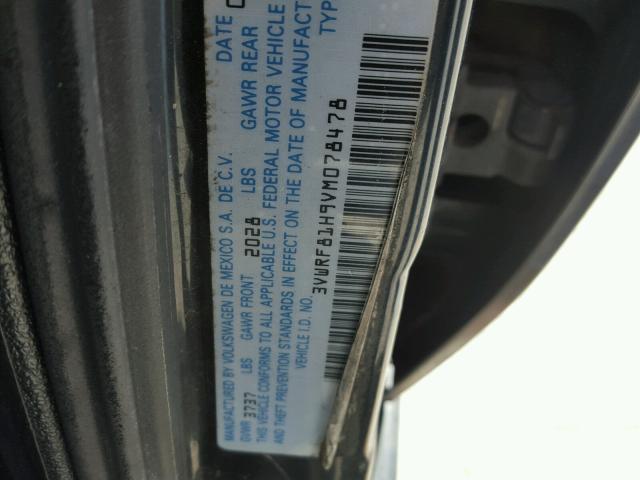 MANUFACTURED BY VOLKSWAGEN DE MEXICO S.A. DE C.V. DATE
GVWR 3737 LBS GAWR FRONT 2028 LBS GAWR REAR
THIS VEHICLE CONFORMS TO ALL APPLICABLE U.S. FEDERAL MOTOR VEHICLE
AND THEFT PREVENTION STANDARDS IN EFFECT ON THE DATE OF MANUFACT
VEHICLE I.D. NO. TYP
3VWRF81H9VM078478